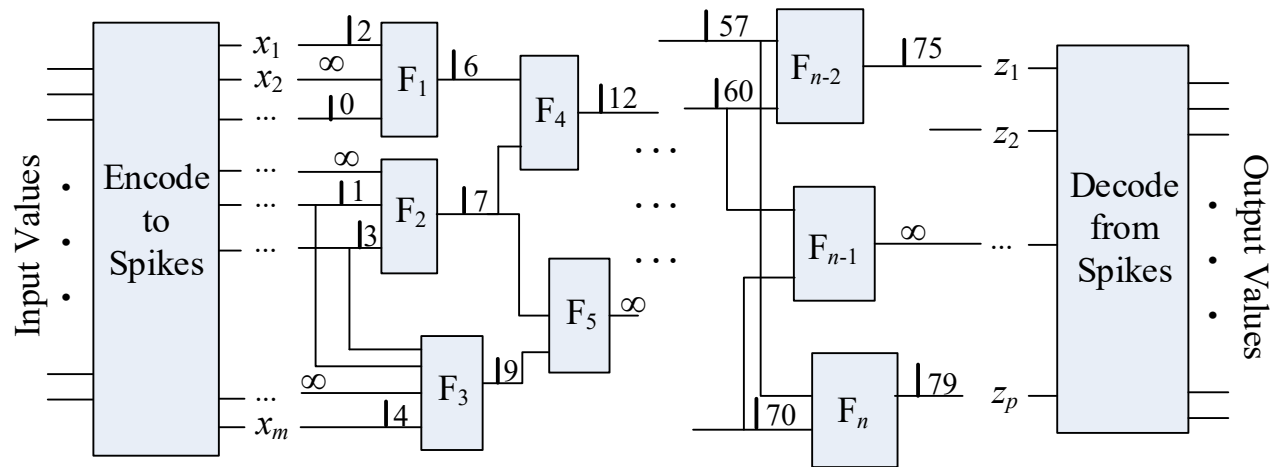 Input Values
Encode
to
Spikes
x1
x2
...
...
...
...
...
xm
2
∞
0
∞
1
3
∞
4
F1
F2
F3
6
7
9
F4
F5
12
∞
...
...
...
57
60
70
Fn-2
Fn-1
Fn
75
∞
79
z1
z2
...
zp
Decode
from
Spikes
Output Values